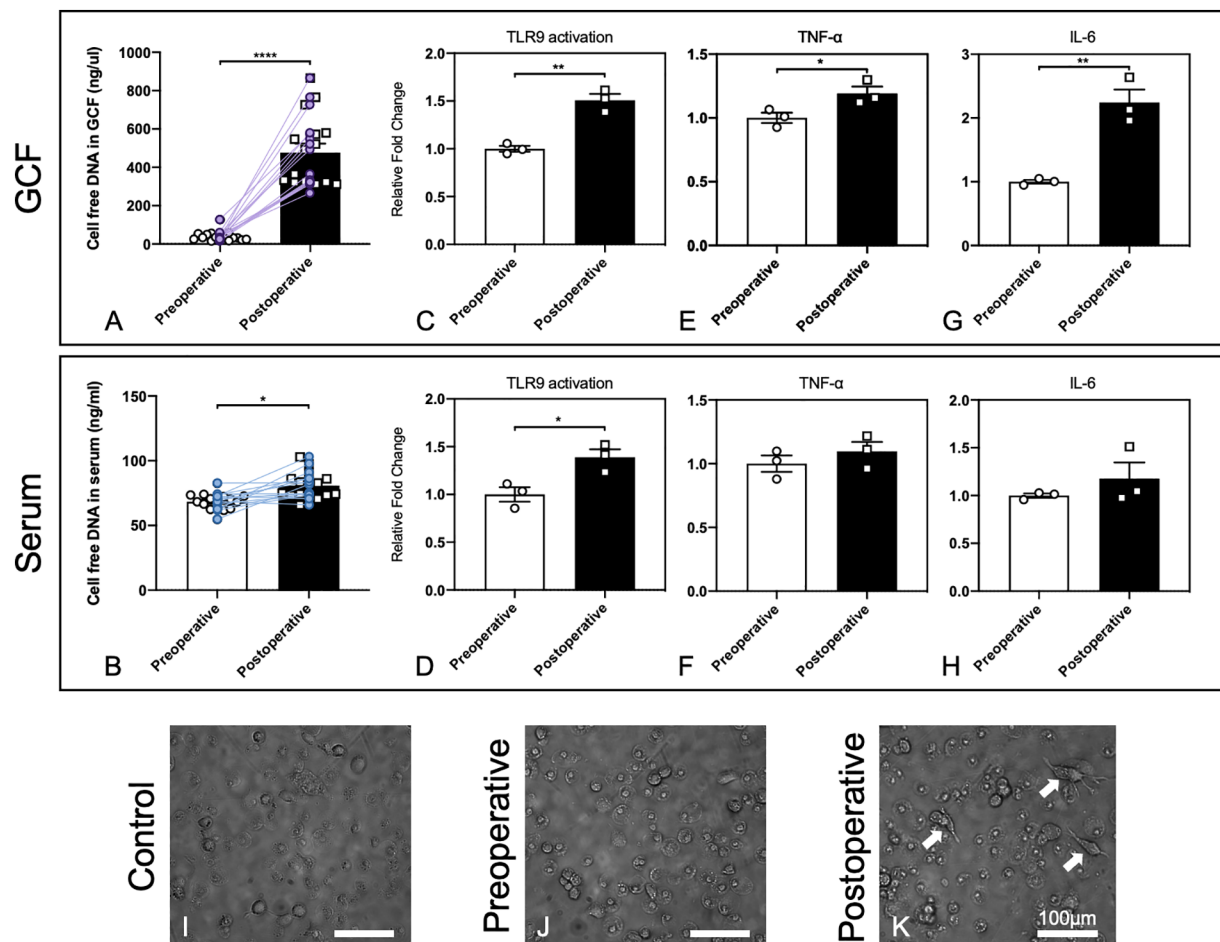 GCF
Cell free DNA in GCF (ng/ul)
1000
800
600
400
200
0
****
Preoperative
Postoperative
A
TLR9 activation
Relative Fold Change
2.0
1.5
1.0
0.5
0.0
**
Preoperative
Postoperative
C
TNF-α
1.5
1.0
0.5
0.0
*
Preoperative
Postoperative
E
IL-6
3
2
1
0
**
Preoperative
Postoperative
G
Serum
Cell free DNA in serum (ng/ml)
150
100
50
0
*
Preoperative
Postoperative
B
TLR9 activation
Relative Fold Change
2.0
1.5
1.0
0.5
0.0
*
Preoperative
Postoperative
D
TNF-α
1.5
1.0
0.5
0.0
Preoperative
Postoperative
F
IL-6
2.0
1.5
1.0
0.5
0.0
Preoperative
Postoperative
H
Control
I
Preoperative
J
Postoperative
K
100μm